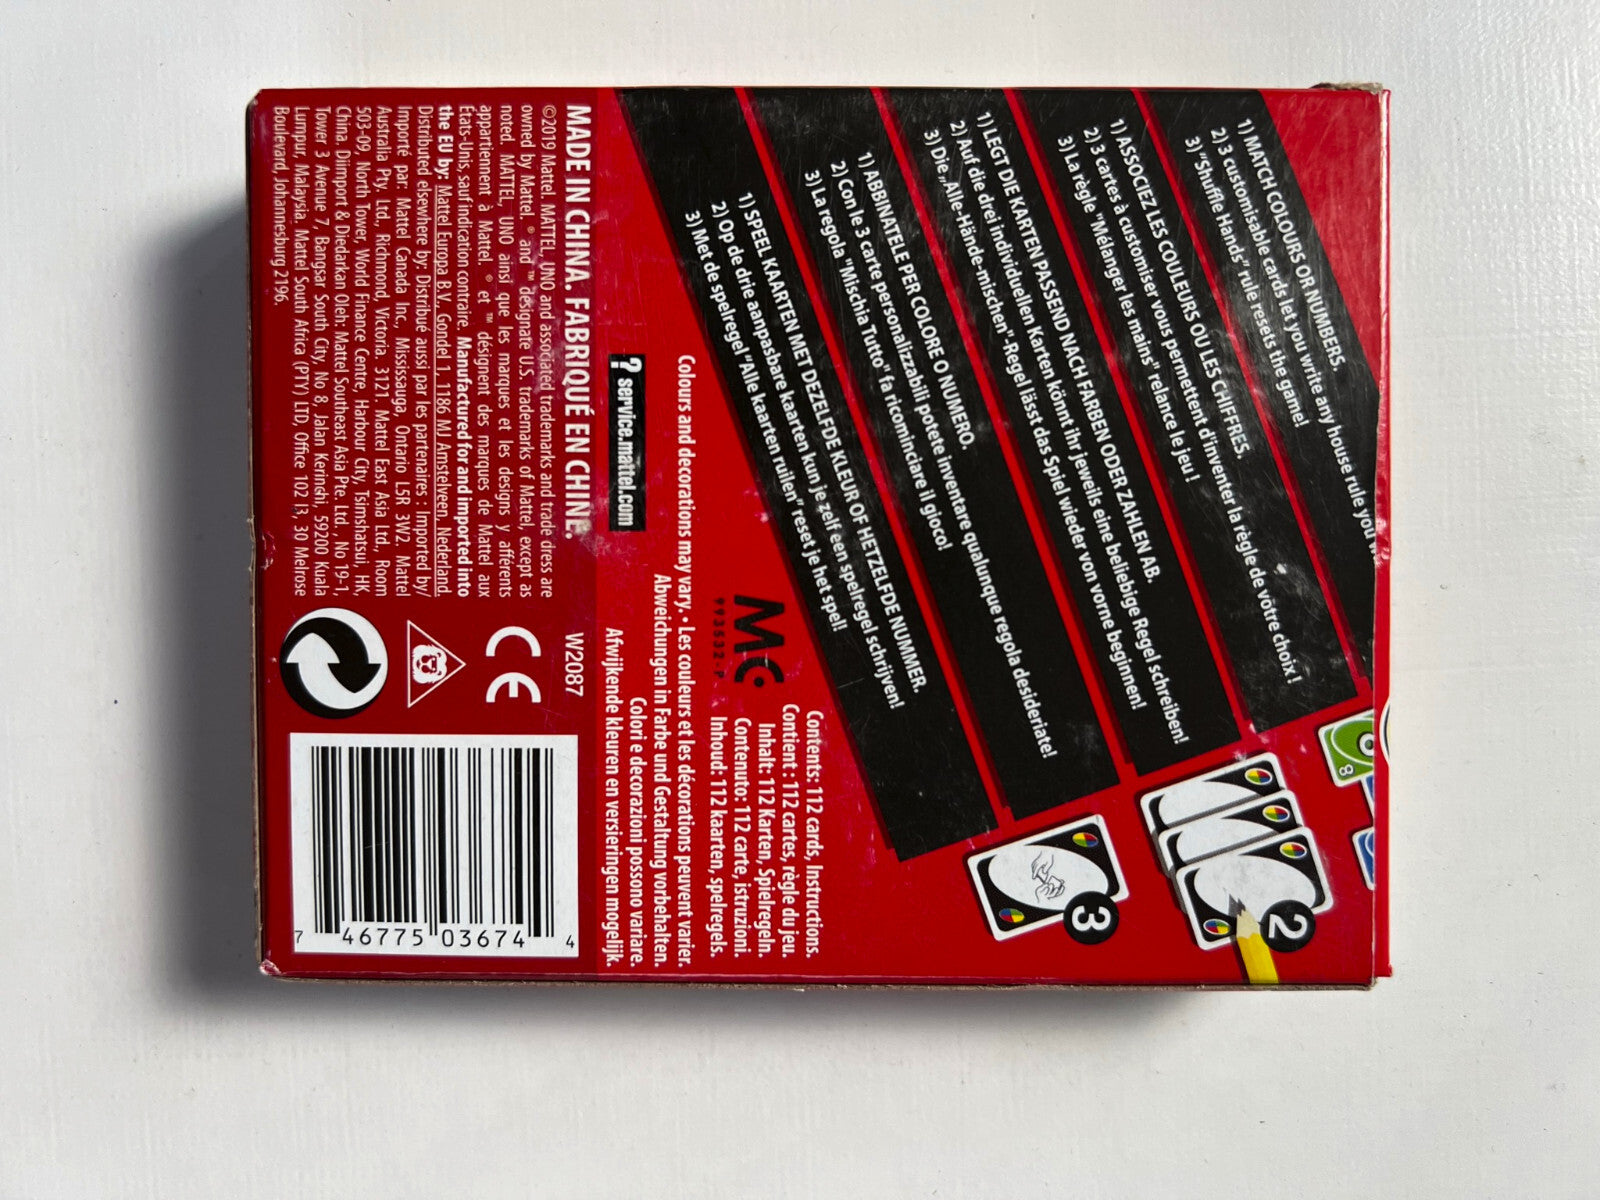 1) MATCH COLOURS OR NUMBERS.
2) 3 customisable cards let you write any house rule you
3) "Shuffle Hands" rule resets the game!
1) ASSOCIEZ LES COULEURS OU LES CHIFFRES.
2) 3 cartes à customiser vous permettent d'inventer la règle de votre choix !
3) La règle "Mélanger les mains" relance le jeu !
1) LEGT DIE KARTEN PASSEND NACH FARBEN ODER ZAHLEN AB.
2) Auf die drei individuellen Karten könnt ihr jeweils eine beliebige Regel schreiben!
3) Die „Alle-Hände-mischen"-Regel lässt das Spiel wieder von vorne beginnen!
1) ABBINATELE PER COLORE O NUMERO.
2) Con le 3 carte personalizzabili potete inventare qualunque regola desideriate!
3) La regola "Mischia Tutto" fa ricominciare il gioco!
1) SPEEL KAARTEN MET DEZELFDE KLEUR OF HETZELFDE NUMMER.
2) Op de drie aanpasbare kaarten kun je zelf een spelregel schrijven!
3) Met de spelregel "Alle kaarten ruilen" reset je het spel!
8
2
3
Contents: 112 cards, Instructions.
Contient : 112 cartes, règle du jeu.
Inhalt: 112 Karten, Spielregeln.
Contenuto: 112 carte, istruzioni.
Inhoud: 112 kaarten, spelregels.
MC
993532-P
Colours and decorations may vary. • Les couleurs et les décorations peuvent varier.
Abweichungen in Farbe und Gestaltung vorbehalten.
Colori e decorazioni possono variare.
Afwijkende kleuren en versieringen mogelijk.
? service.mattel.com
MADE IN CHINA. FABRIQUÉ EN CHINE.
©2019 Mattel. MATTEL, UNO and associated trademarks and trade dress are
owned by Mattel. ® and ™ designate U.S. trademarks of Mattel, except as
noted. MATTEL, UNO ainsi que les marques et les designs y afférents
appartiennent à Mattel. ® et ™ désignent des marques de Mattel aux
États-Unis, sauf indication contraire. Manufactured for and imported into
the EU by: Mattel Europa B.V. Gondel 1, 1186 MJ Amstelveen, Nederland.
Distributed elsewhere by. Distribué aussi par les partenaires : Imported by/
Importé par: Mattel Canada Inc., Mississauga, Ontario L5R 3W2. Mattel
Australia Pty. Ltd. Richmond, Victoria. 3121. Mattel East Asia Ltd., Room
503-09, North Tower, World Finance Centre, Harbour City, Tsimshatsui, HK,
China. Diimport & Diedarkan Oleh: Mattel Southeast Asia Pte. Ltd., No 19-1,
Tower 3 Avenue 7, Bangsar South City, No 8, Jalan Kerinchi, 59200 Kuala
Lumpur, Malaysia. Mattel South Africa (PTY) LTD, Office 102 I3, 30 Melrose
Boulevard, Johannesburg 2196.
W2087
CE
7 46775 03674 4